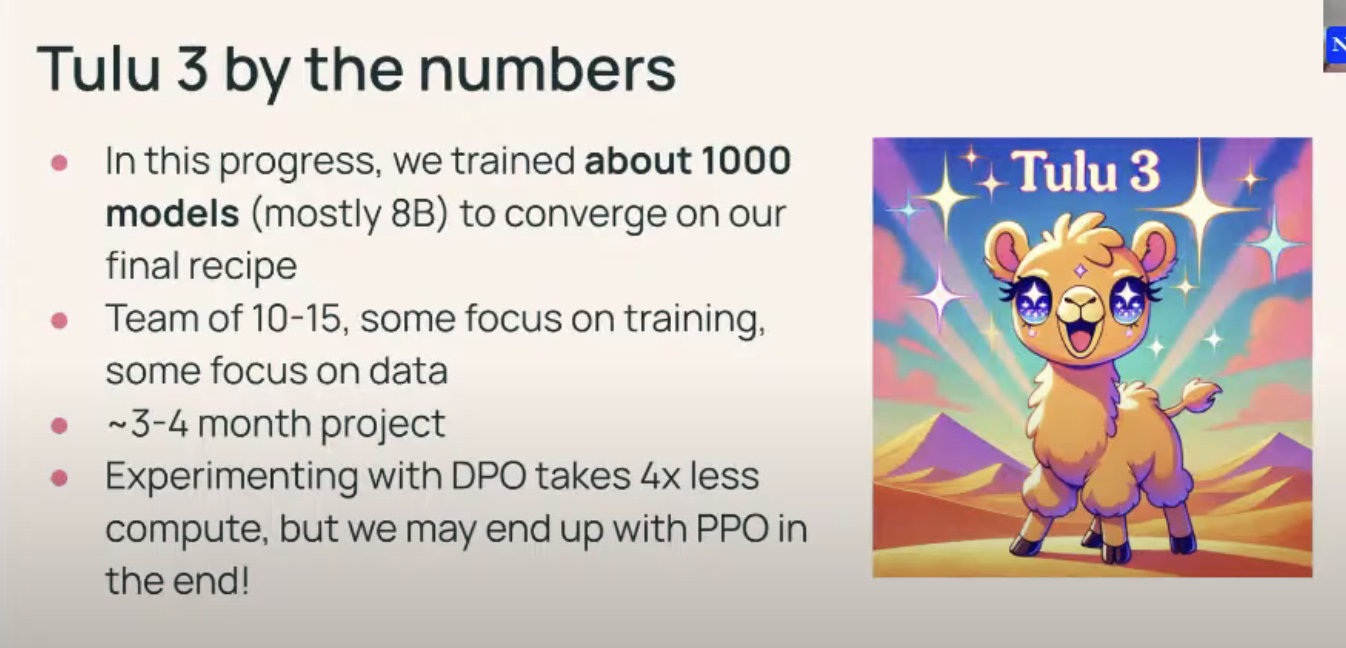 Tulu 3 by the numbers
In this progress, we trained about 1000
models (mostly 8B) to converge on our
final recipe
Team of 10-15, some focus on training,
some focus on data
~3-4 month project
Experimenting with DPO takes 4x less
compute, but we may end up with PPO in
the end!
Tulu 3
N